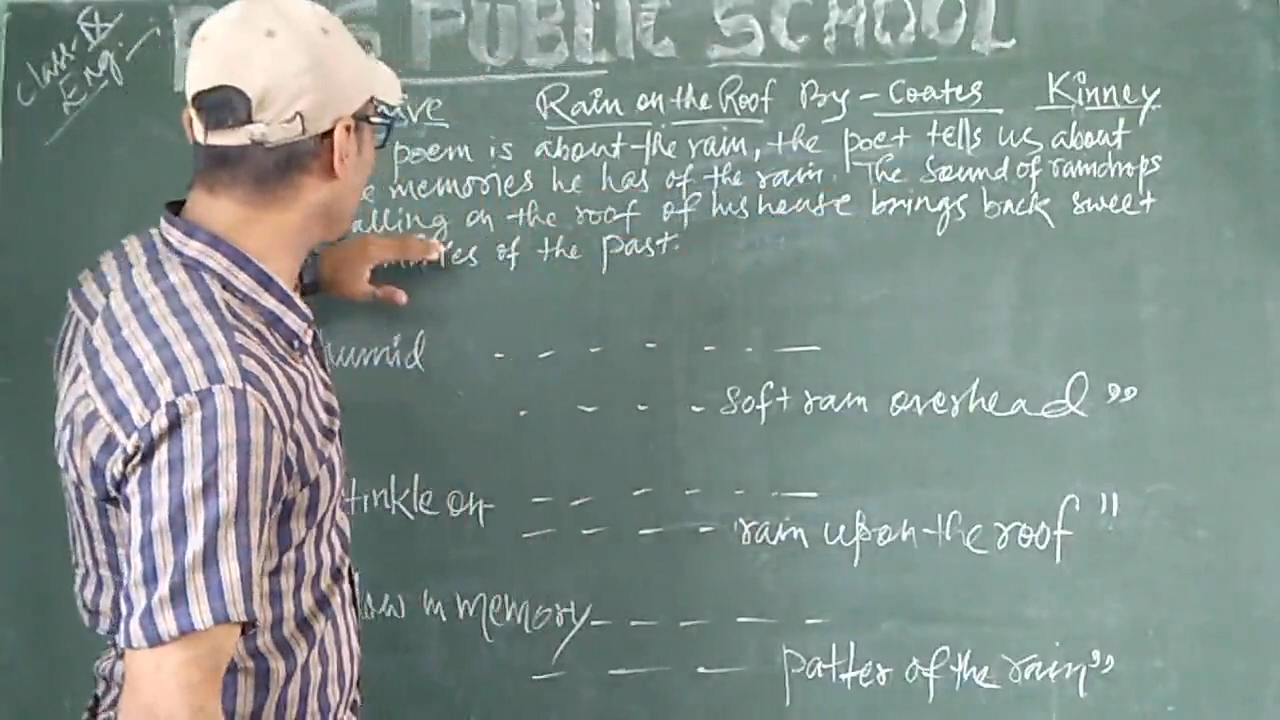 PUBLIC SCHOOL
Class-IX
Eng.
Rain on the Roof By - Coates Kinney
poem is about the rain, the poet tells us about
memories he has of the rain. The Sound of raindrops
alling on the roof of his house brings back sweet
of the past.
umid - - - - - - —
- - - - soft rain overhead"
tinkle on - - - - - —
- - - - rain upon the roof"
in memory - - - - -
- - - patter of the rain"